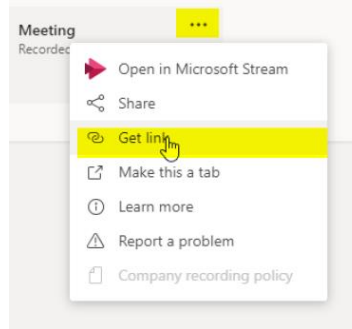 Meeting
...
Recorded
Open in Microsoft Stream
Share
Get link
Make this a tab
Learn more
Report a problem
Company recording policy